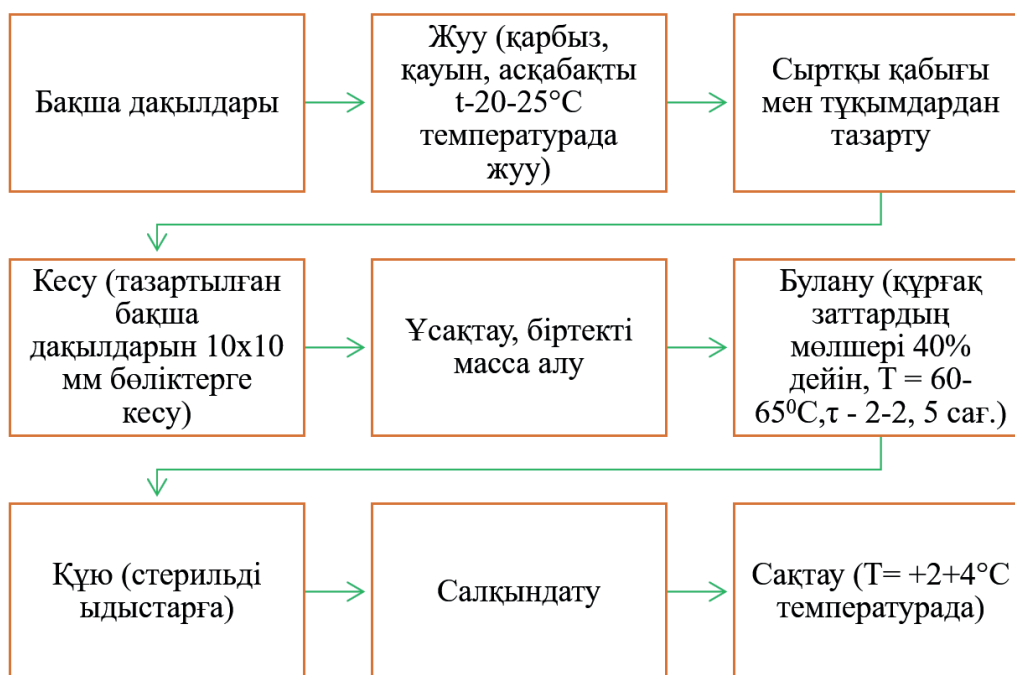 Бақша дақылдары
Жуу (қарбыз,
қауын, асқабақты
t-20-25°C
температурада
жуу)
Сыртқы қабығы
мен тұқымдардан
тазарту
Кесу (тазартылған
бақша
дақылдарын 10x10
мм бөліктерге
кесу)
Ұсақтау, біртекті
масса алу
Булану (құрғақ
заттардың
мөлшері 40%
дейін, T = 60-
65⁰C,τ - 2-2, 5 сағ.)
Құю (стерильді
ыдыстарға)
Салқындату
Сақтау (T= +2+4°C
температурада)